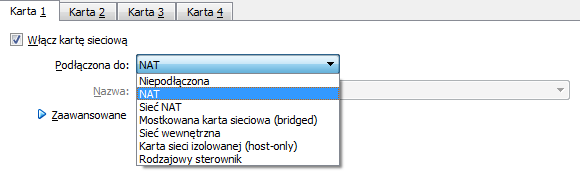 Karta 1 Karta 2 Karta 3 Karta 4
Włącz kartę sieciową
Podłączona do: NAT
Niepodłączona
Nazwa: NAT
Sieć NAT
Zaawansowane Mostkowana karta sieciowa (bridged)
Sieć wewnętrzna
Karta sieci izolowanej (host-only)
Rodzajowy sterownik